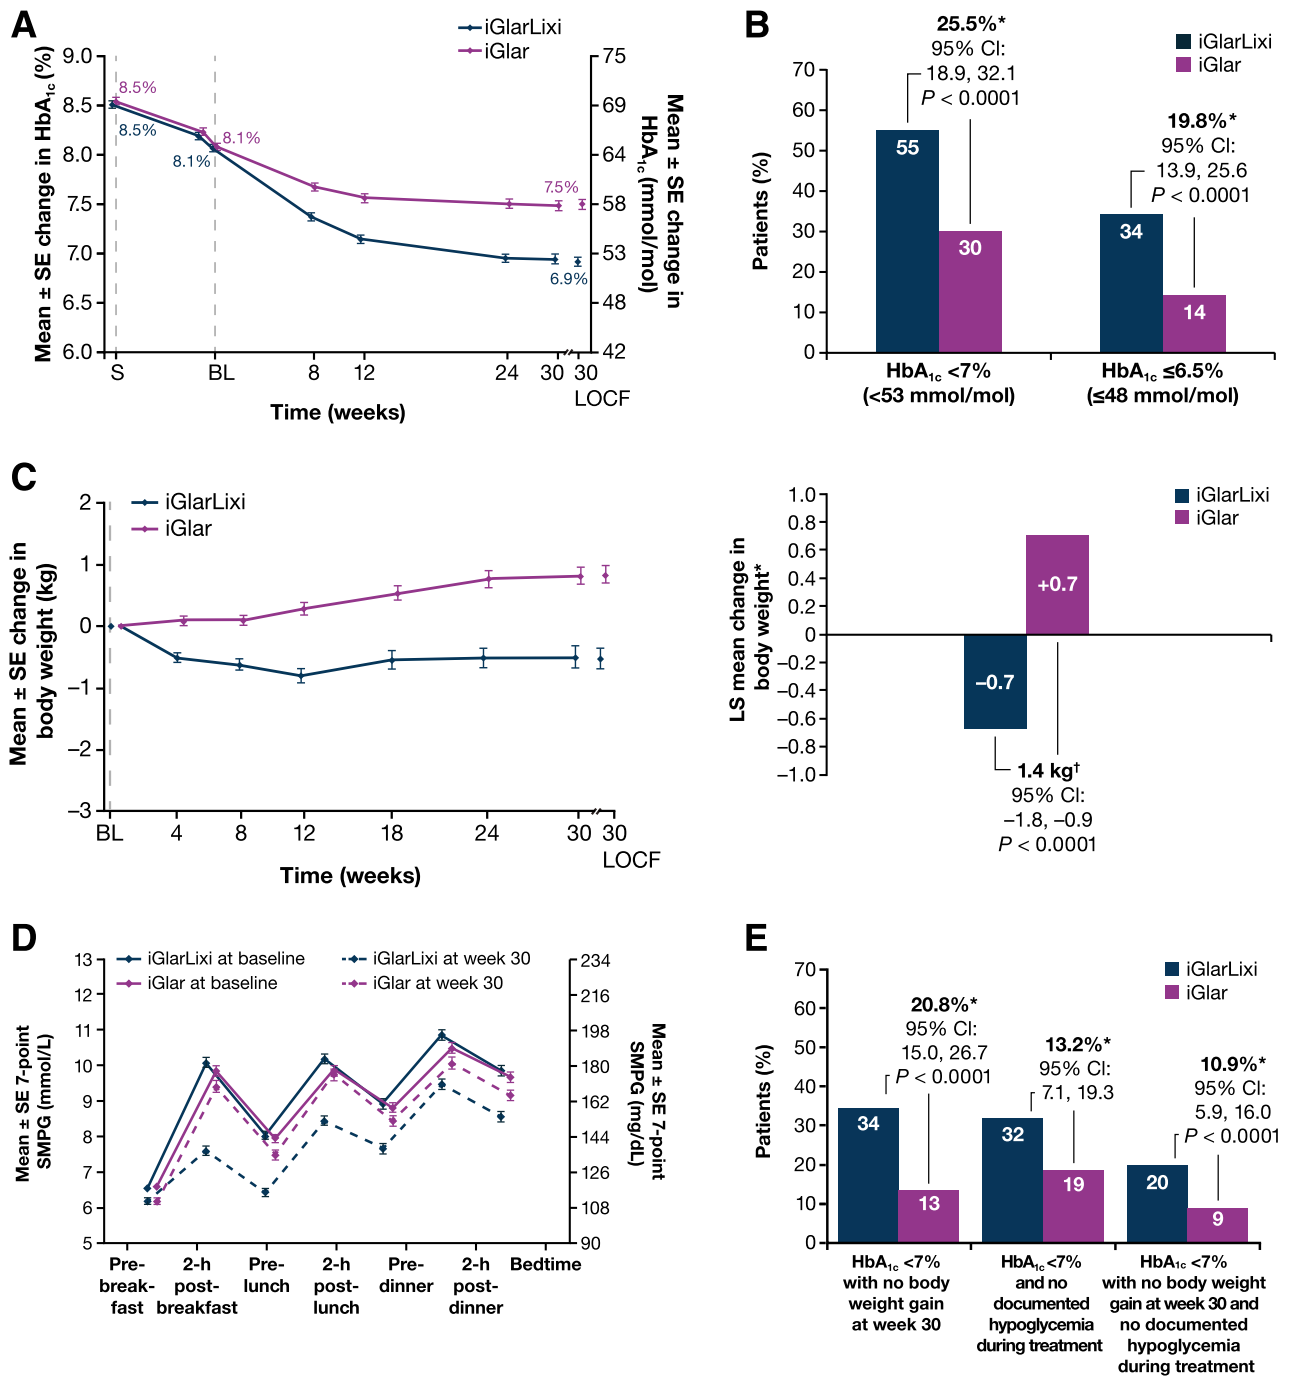 A
iGlarLixi
iGlar
Mean ± SE change in HbA1c (%)
9.0
8.5
8.0
7.5
7.0
6.5
6.0
8.5%
8.5%
8.1%
8.1%
7.5%
6.9%
75
69
64
58
53
48
42
Mean ± SE change in
HbA1c (mmol/mol)
S
BL
8
12
24
30
30
LOCF
Time (weeks)
B
iGlarLixi
iGlar
25.5%*
95% CI:
18.9, 32.1
P < 0.0001
19.8%*
95% CI:
13.9, 25.6
P < 0.0001
Patients (%)
70
60
50
40
30
20
10
0
55
30
34
14
HbA1c <7%
(<53 mmol/mol)
HbA1c ≤6.5%
(≤48 mmol/mol)
C
iGlarLixi
iGlar
Mean ± SE change in
body weight (kg)
2
1
0
−1
−2
−3
BL
4
8
12
18
24
30
30
LOCF
Time (weeks)
iGlarLixi
iGlar
LS mean change in
body weight*
1.0
0.8
0.6
0.4
0.2
0
−0.2
−0.4
−0.6
−0.8
−1.0
+0.7
−0.7
1.4 kg†
95% CI:
−1.8, −0.9
P < 0.0001
D
iGlarLixi at baseline
iGlar at baseline
iGlarLixi at week 30
iGlar at week 30
Mean ± SE 7-point
SMPG (mmol/L)
13
12
11
10
9
8
7
6
5
234
216
198
180
162
144
126
108
90
Mean ± SE 7-point
SMPG (mg/dL)
Pre-
break-
fast
2-h
post-
breakfast
Pre-
lunch
2-h
post-
lunch
Pre-
dinner
2-h
post-
dinner
Bedtime
E
iGlarLixi
iGlar
20.8%*
95% CI:
15.0, 26.7
P < 0.0001
13.2%*
95% CI:
7.1, 19.3
10.9%*
95% CI:
5.9, 16.0
P < 0.0001
Patients (%)
70
60
50
40
30
20
10
0
34
13
32
19
20
9
HbA1c <7%
with no body
weight gain
at week 30
HbA1c <7%
and no
documented
hypoglycemia
during treatment
HbA1c <7%
with no body weight
gain at week 30 and
no documented
hypoglycemia
during treatment